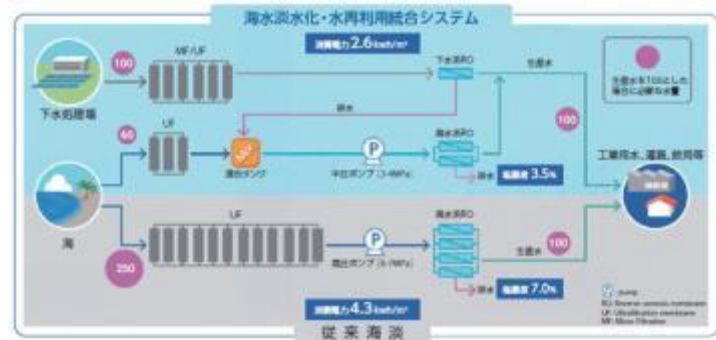 海水淡水化・水再利用統合システム
消費電力2.6kwh/m³
MF/UF
100
下水処理場
下水系RO
生産水
生産水を100とした
場合に必要な水量
排水
UF
60
MIX
混合タンク
P
中圧ポンプ (3-4MPa)
海水系RO
100
排水
塩濃度 3.5%
工業用水、灌漑、飲用等
海
UF
250
P
高圧ポンプ (6-7MPa)
海水系RO
生産水
100
排水
塩濃度 7.0%
消費電力4.3kwh/m³
従来海淡
P :pump
RO: Reverse osmosis membrane
UF: Ultrafiltration membrane
MF: Micro Filtration